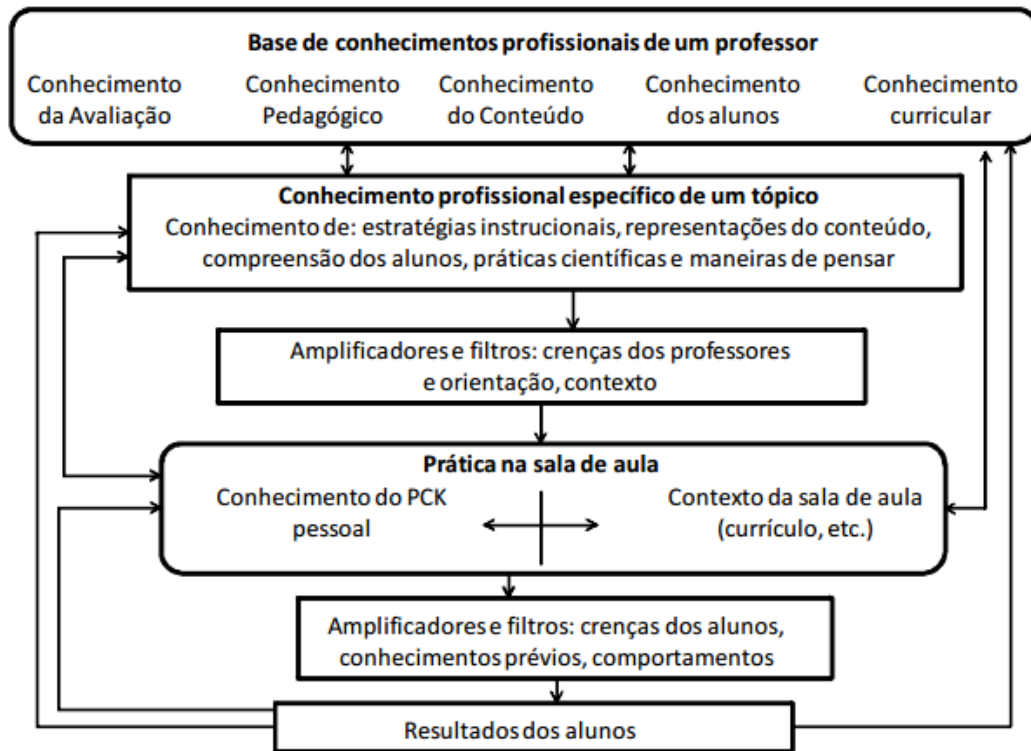 Base de conhecimentos profissionais de um professor
Conhecimento da Avaliação
Conhecimento Pedagógico
Conhecimento do Conteúdo
Conhecimento dos alunos
Conhecimento curricular
Conhecimento profissional específico de um tópico
Conhecimento de: estratégias instrucionais, representações do conteúdo,
compreensão dos alunos, práticas científicas e maneiras de pensar
Amplificadores e filtros: crenças dos professores
e orientação, contexto
Prática na sala de aula
Conhecimento do PCK
pessoal
Contexto da sala de aula
(currículo, etc.)
Amplificadores e filtros: crenças dos alunos,
conhecimentos prévios, comportamentos
Resultados dos alunos